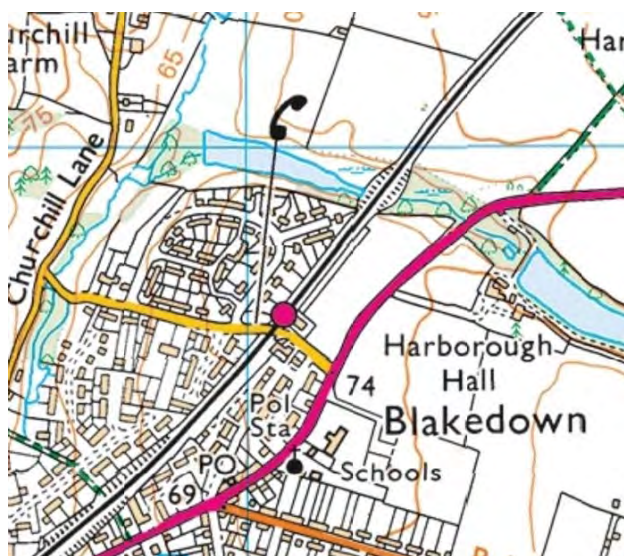 urchill
arm
65
75
Churchill Lane
Har
Harborough
Hall
74
Blakedown
Pol
Sta
PO
Schools
69